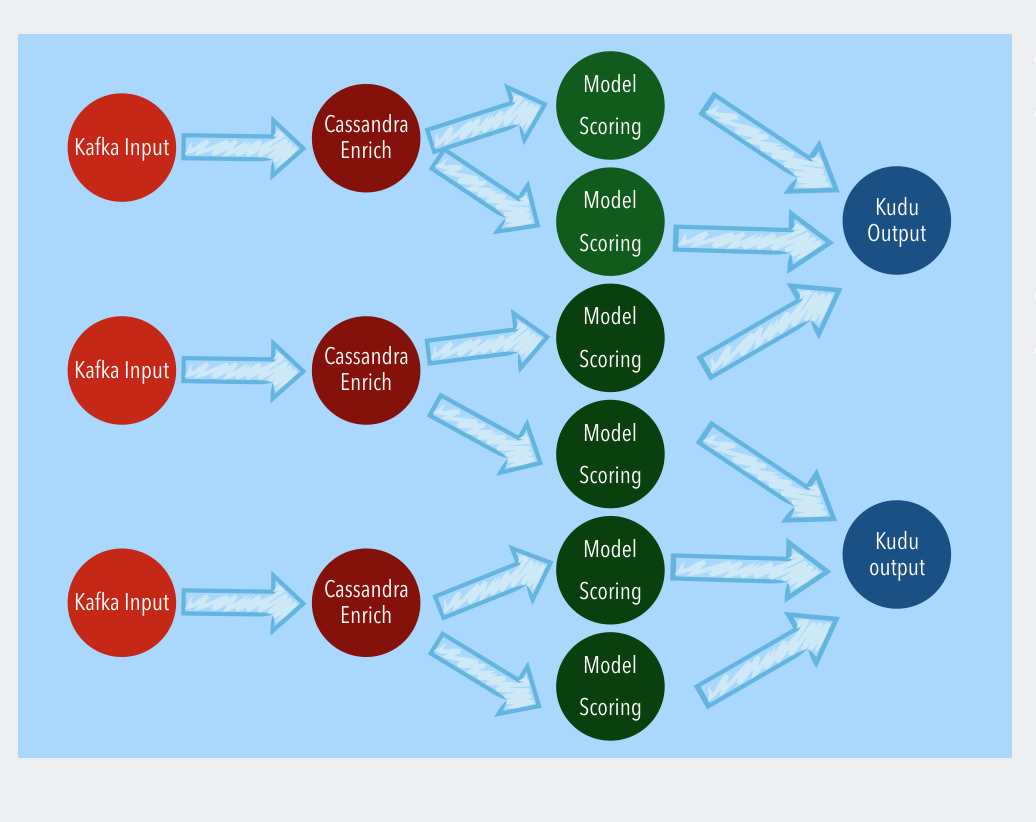 Kafka Input
Cassandra
Enrich
Model
Scoring
Model
Scoring
Kudu
Output
Kafka Input
Cassandra
Enrich
Model
Scoring
Model
Scoring
Kafka Input
Cassandra
Enrich
Model
Scoring
Model
Scoring
Kudu
output